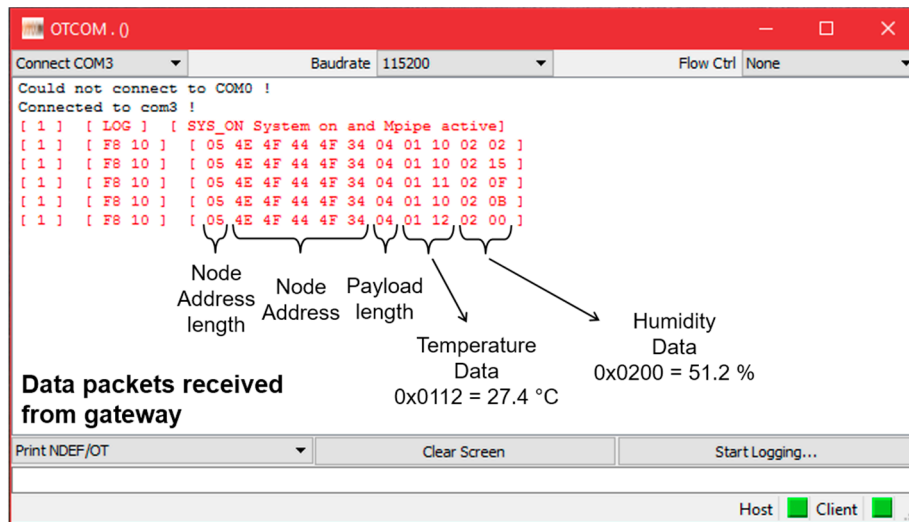 OTCOM . ()
Connect COM3 Baudrate 115200 Flow Ctrl None
Could not connect to COM0 !
Connected to com3 !
[ 1 ] [ LOG ] [ SYS_ON System on and Mpipe active]
[ 1 ] [ F8 10 ] [ 05 4E 4F 44 4F 34 04 01 10 02 02 ]
[ 1 ] [ F8 10 ] [ 05 4E 4F 44 4F 34 04 01 10 02 15 ]
[ 1 ] [ F8 10 ] [ 05 4E 4F 44 4F 34 04 01 11 02 0F ]
[ 1 ] [ F8 10 ] [ 05 4E 4F 44 4F 34 04 01 10 02 0B ]
[ 1 ] [ F8 10 ] [ 05 4E 4F 44 4F 34 04 01 12 02 00 ]
Node
Address
length
Node
Address
Payload
length
Temperature
Data
0x0112 = 27.4 °C
Humidity
Data
0x0200 = 51.2 %
Data packets received
from gateway
Print NDEF/OT Clear Screen Start Logging...
Host Client